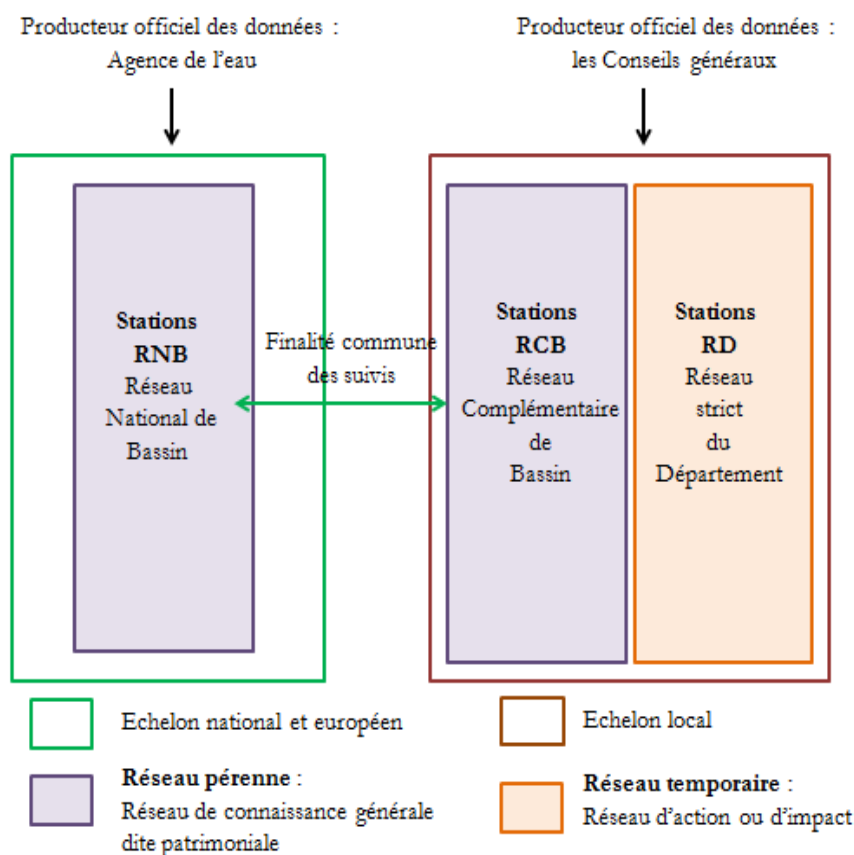 Producteur officiel des données :
Agence de l'eau
Producteur officiel des données :
les Conseils généraux
Stations
RNB
Réseau
National de
Bassin
Finalité commune
des suivis
Stations
RCB
Réseau
Complémentaire
de
Bassin
Stations
RD
Réseau
strict
du
Département
Echelon national et européen
Echelon local
Réseau pérenne :
Réseau de connaissance générale
dite patrimoniale
Réseau temporaire :
Réseau d'action ou d'impact